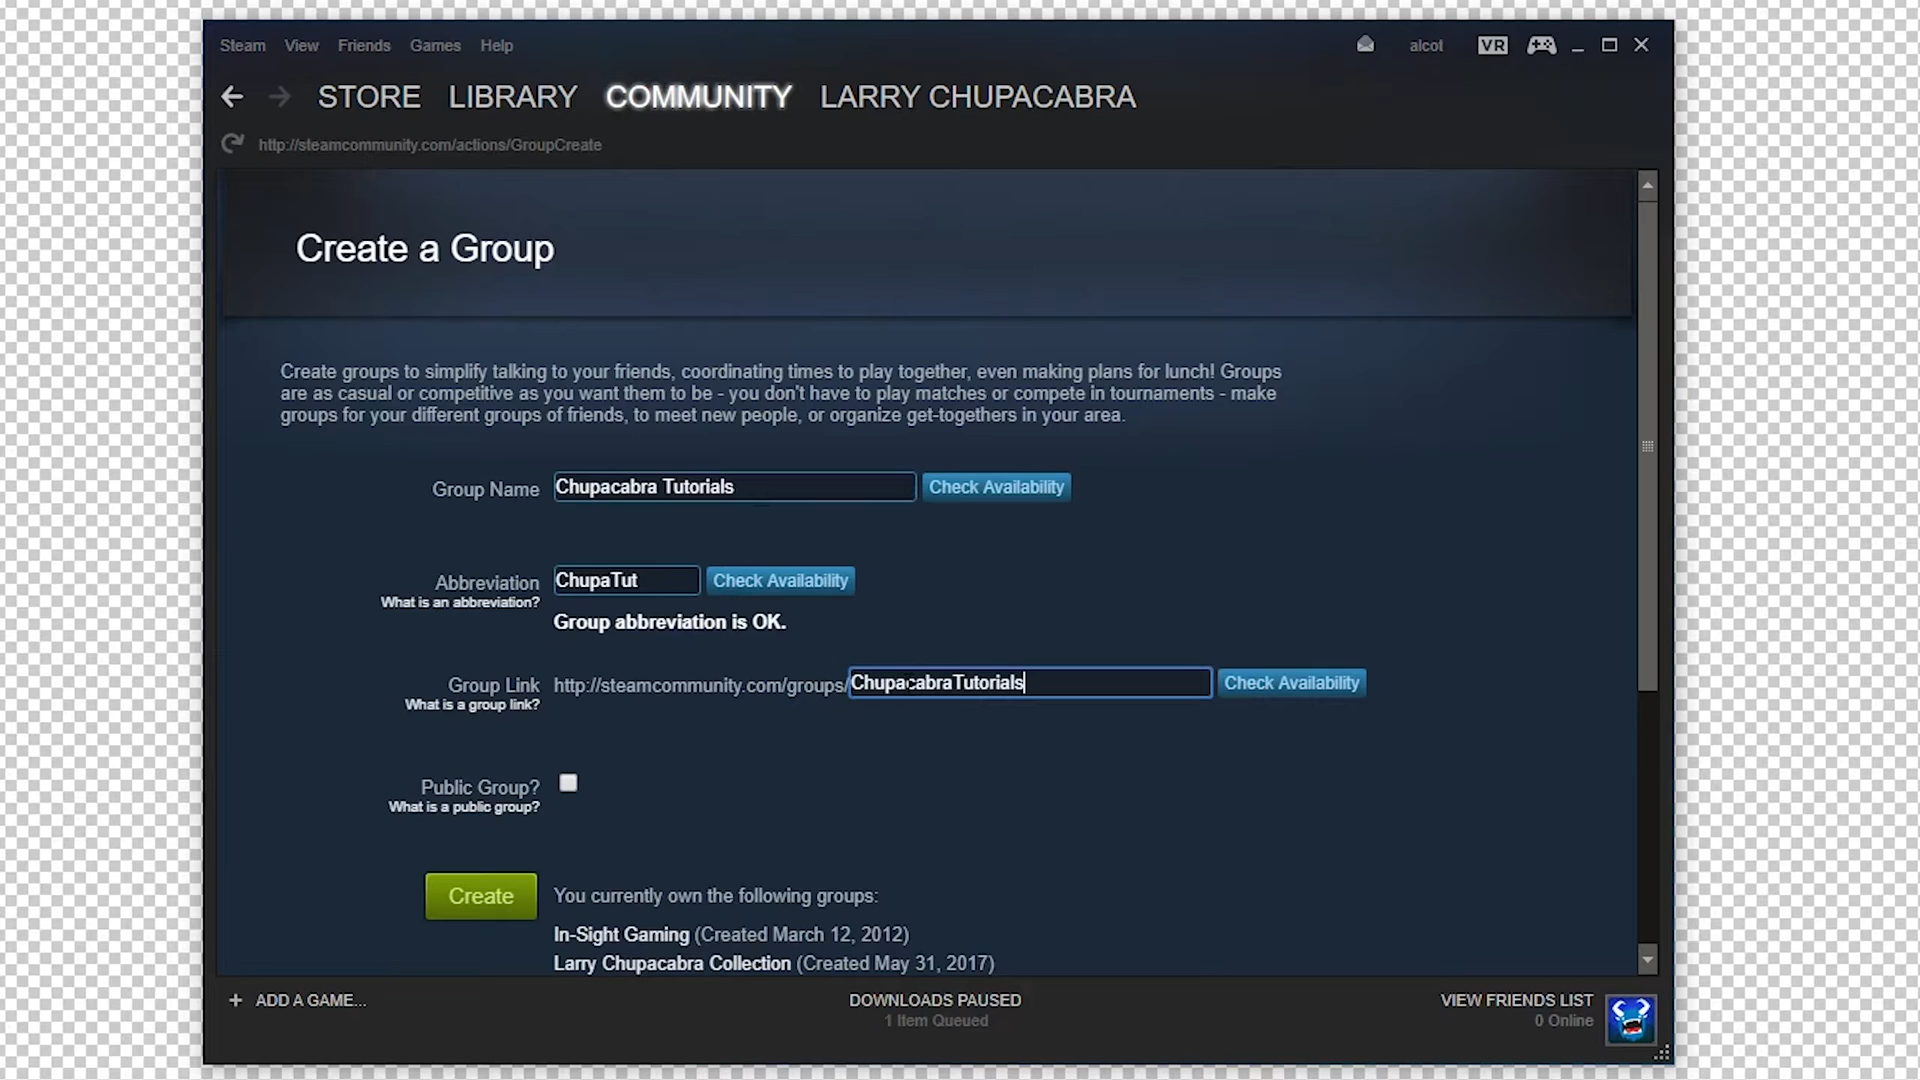 Steam View Friends Games Help alcot VR
STORE LIBRARY COMMUNITY LARRY CHUPACABRA
http://steamcommunity.com/actions/GroupCreate
Create a Group
Create groups to simplify talking to your friends, coordinating times to play together, even making plans for lunch! Groups
are as casual or competitive as you want them to be - you don't have to play matches or compete in tournaments - make
groups for your different groups of friends, to meet new people, or organize get-togethers in your area.
Group Name Chupacabra Tutorials Check Availability
Abbreviation ChupaTut Check Availability
What is an abbreviation?
Group abbreviation is OK.
Group Link http://steamcommunity.com/groups/ChupacabraTutorials Check Availability
What is a group link?
Public Group?
What is a public group?
Create You currently own the following groups:
In-Sight Gaming (Created March 12, 2012)
Larry Chupacabra Collection (Created May 31, 2017)
+ ADD A GAME... DOWNLOADS PAUSED VIEW FRIENDS LIST
1 Item Queued 0 Online